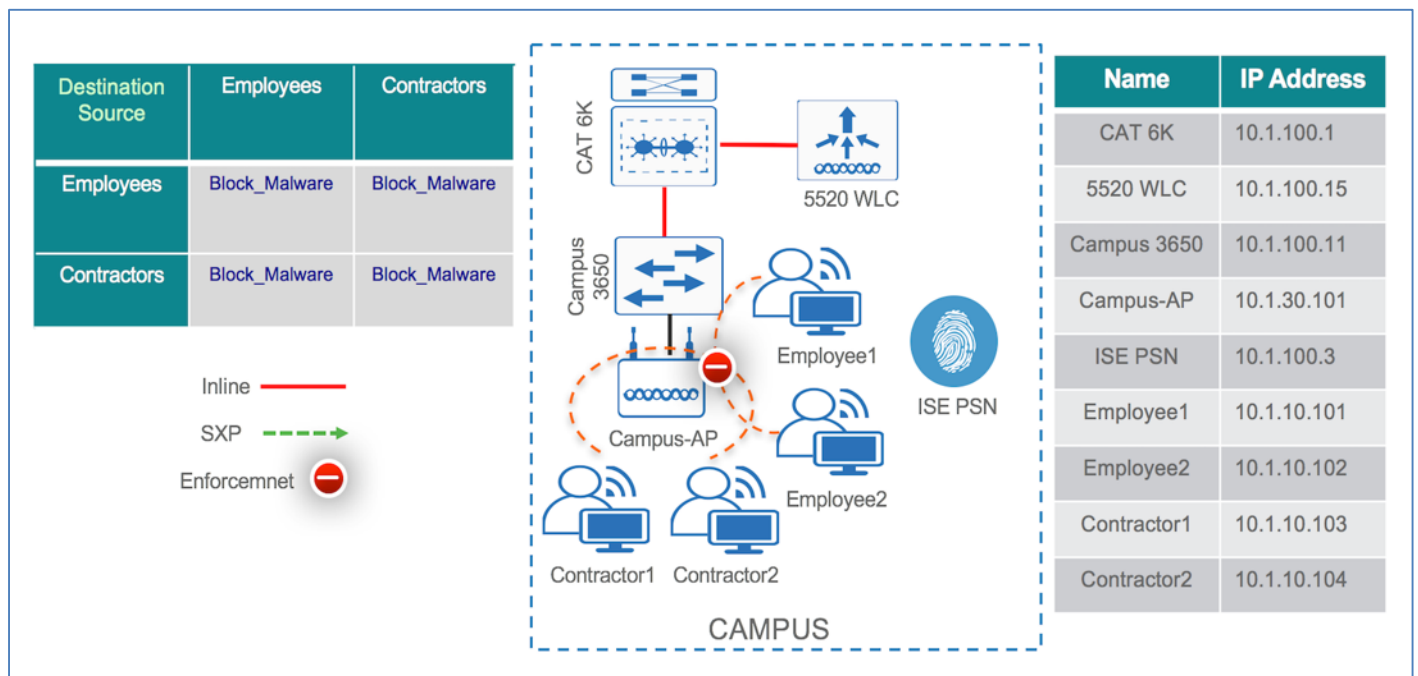 Destination
Source
Employees
Contractors
Employees
Block_Malware
Block_Malware
Contractors
Block_Malware
Block_Malware
Inline
SXP
Enforcemnet
CAT 6K
5520 WLC
Campus
3650
Employee1
ISE PSN
Campus-AP
Employee2
Contractor1
Contractor2
CAMPUS
Name
IP Address
CAT 6K
10.1.100.1
5520 WLC
10.1.100.15
Campus 3650
10.1.100.11
Campus-AP
10.1.30.101
ISE PSN
10.1.100.3
Employee1
10.1.10.101
Employee2
10.1.10.102
Contractor1
10.1.10.103
Contractor2
10.1.10.104